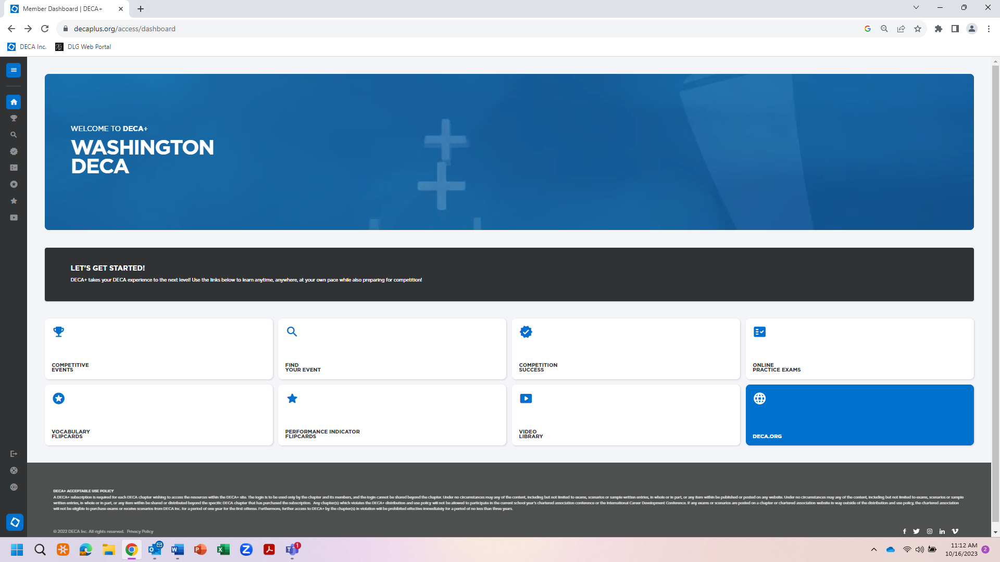 Member Dashboard | DECA+
decaplus.org/access/dashboard
DECA Inc.
DLG Web Portal
WELCOME TO DECA+
WASHINGTON
DECA
LET'S GET STARTED!
DECA+ takes your DECA experience to the next level! Use the links below to learn anytime, anywhere, at your own pace while also preparing for competition!
COMPETITIVE
EVENTS
FIND
YOUR EVENT
COMPETITION
SUCCESS
ONLINE
PRACTICE EXAMS
VOCABULARY
FLIPCARDS
PERFORMANCE INDICATOR
FLIPCARDS
VIDEO
LIBRARY
DECA.ORG
DECA+ ACCEPTABLE USE POLICY
A DECA+ subscription is required for each DECA chapter wishing to access the resources within the DECA+ site. The login is to be used only by the chapter and its members, and the login cannot be shared beyond the chapter. Under no circumstances may any of the content, including but not limited to exams, scenarios or sample written entries, in whole or in part, or any item within be published or posted on any website. Under no circumstances may any of the content, including but not limited to exams, scenarios or sample
written entries, in whole or in part, or any item within be shared or distributed beyond the specific DECA chapter that has purchased the subscription. Any chapter(s) which violates the DECA+ distribution and use policy will not be allowed to participate in the current school year's chartered association conference or the International Career Development Conference. If any exams or scenarios are posted on a chapter or chartered association website in way outside of the distribution and use policy, the chartered association
will not be eligible to purchase exams or receive scenarios from DECA Inc. for a period of one year for the first offense. Furthermore, further access to DECA+ by the chapter(s) in violation will be prohibited effective immediately for a period of no less than three years.
© 2022 DECA Inc. All rights reserved. Privacy Policy
1
11:12 AM
10/16/2023
2